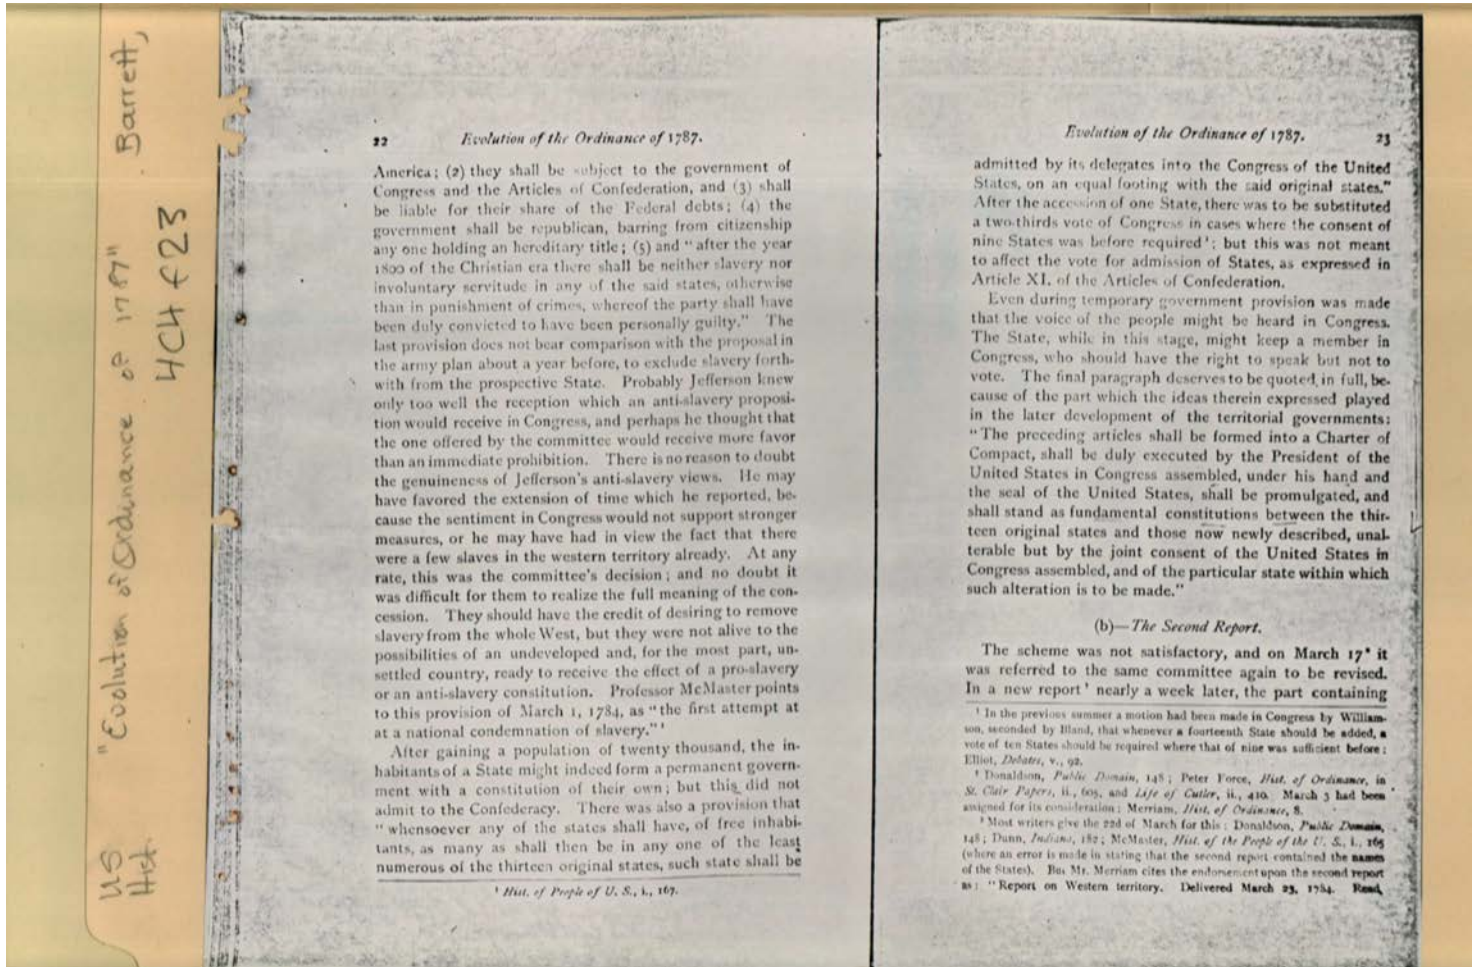 US Hist. "Evolution of Ordinance of 1787" Barrett,
4CH f23
22 Evolution of the Ordinance of 1787.
America; (2) they shall be subject to the government of
Congress and the Articles of Confederation, and (3) shall
be liable for their share of the Federal debts; (4) the
government shall be republican, barring from citizenship
any one holding an hereditary title; (5) and "after the year
1800 of the Christian era there shall be neither slavery nor
involuntary servitude in any of the said states, otherwise
than in punishment of crimes, whereof the party shall have
been duly convicted to have been personally guilty." The
last provision does not bear comparison with the proposal in
the army plan about a year before, to exclude slavery forth-
with from the prospective State. Probably Jefferson knew
only too well the reception which an anti-slavery proposi-
tion would receive in Congress, and perhaps he thought that
the one offered by the committee would receive more favor
than an immediate prohibition. There is no reason to doubt
the genuineness of Jefferson's anti-slavery views. He may
have favored the extension of time which he reported, be-
cause the sentiment in Congress would not support stronger
measures, or he may have had in view the fact that there
were a few slaves in the western territory already. At any
rate, this was the committee's decision; and no doubt it
was difficult for them to realize the full meaning of the con-
cession. They should have the credit of desiring to remove
slavery from the whole West, but they were not alive to the
possibilities of an undeveloped and, for the most part, un-
settled country, ready to receive the effect of a pro-slavery
or an anti-slavery constitution. Professor McMaster points
to this provision of March 1, 1784, as "the first attempt at
at a national condemnation of slavery."¹
After gaining a population of twenty thousand, the in-
habitants of a State might indeed form a permanent govern-
ment with a constitution of their own; but this did not
admit to the Confederacy. There was also a provision that
"whensoever any of the states shall have, of free inhabi-
tants, as many as shall then be in any one of the least
numerous of the thirteen original states, such state shall be
¹ Hist. of People of U. S., i., 167.
Evolution of the Ordinance of 1787. 23
admitted by its delegates into the Congress of the United
States, on an equal footing with the said original states."
After the accession of one State, there was to be substituted
a two-thirds vote of Congress in cases where the consent of
nine States was before required¹; but this was not meant
to affect the vote for admission of States, as expressed in
Article XI. of the Articles of Confederation.
Even during temporary government provision was made
that the voice of the people might be heard in Congress.
The State, while in this stage, might keep a member in
Congress, who should have the right to speak but not to
vote. The final paragraph deserves to be quoted in full, be-
cause of the part which the ideas therein expressed played
in the later development of the territorial governments:
"The preceding articles shall be formed into a Charter of
Compact, shall be duly executed by the President of the
United States in Congress assembled, under his hand and
the seal of the United States, shall be promulgated, and
shall stand as fundamental constitutions between the thir-
teen original states and those now newly described, unal-
terable but by the joint consent of the United States in
Congress assembled, and of the particular state within which
such alteration is to be made."
(b)—The Second Report.
The scheme was not satisfactory, and on March 17² it
was referred to the same committee again to be revised.
In a new report³ nearly a week later, the part containing
¹ In the previous summer a motion had been made in Congress by William-
son, seconded by Bland, that whenever a fourteenth State should be added, a
vote of ten States should be required where that of nine was sufficient before;
Elliot, Debates, v., 92.
² Donaldson, Public Domain, 148; Peter Force, Hist. of Ordinance, in
St. Clair Papers, ii., 605, and Life of Cutler, ii., 410. March 3 had been
assigned for its consideration; Merriam, Hist. of Ordinance, 8.
³ Most writers give the 22d of March for this: Donaldson, Public Domain,
148; Dunn, Indiana, 182; McMaster, Hist. of the People of the U. S., i., 165
(where an error is made in stating that the second report contained the names
of the States). But Mr. Merriam cites the endorsement upon the second report
as: "Report on Western territory. Delivered March 23, 1784. Read,